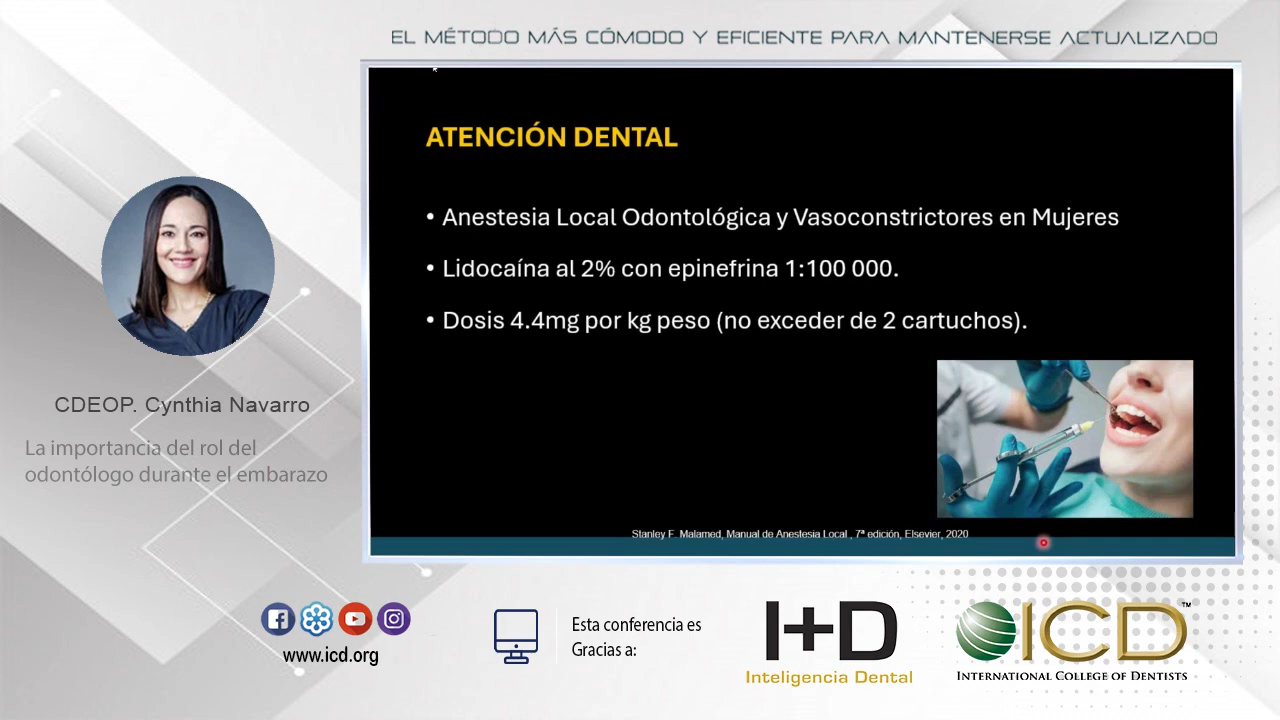 EL MÉTODO MÁS CÓMODO Y EFICIENTE PARA MANTENERSE ACTUALIZADO
ATENCIÓN DENTAL
• Anestesia Local Odontológica y Vasoconstrictores en Mujeres
• Lidocaína al 2% con epinefrina 1:100 000.
• Dosis 4.4mg por kg peso (no exceder de 2 cartuchos).
Stanley F. Malamed, Manual de Anestesia Local , 7ª edición, Elsevier, 2020
CDEOP. Cynthia Navarro
La importancia del rol del
odontólogo durante el embarazo
www.icd.org
Esta conferencia es
Gracias a:
I+D
Inteligencia Dental
ICD™
INTERNATIONAL COLLEGE OF DENTISTS